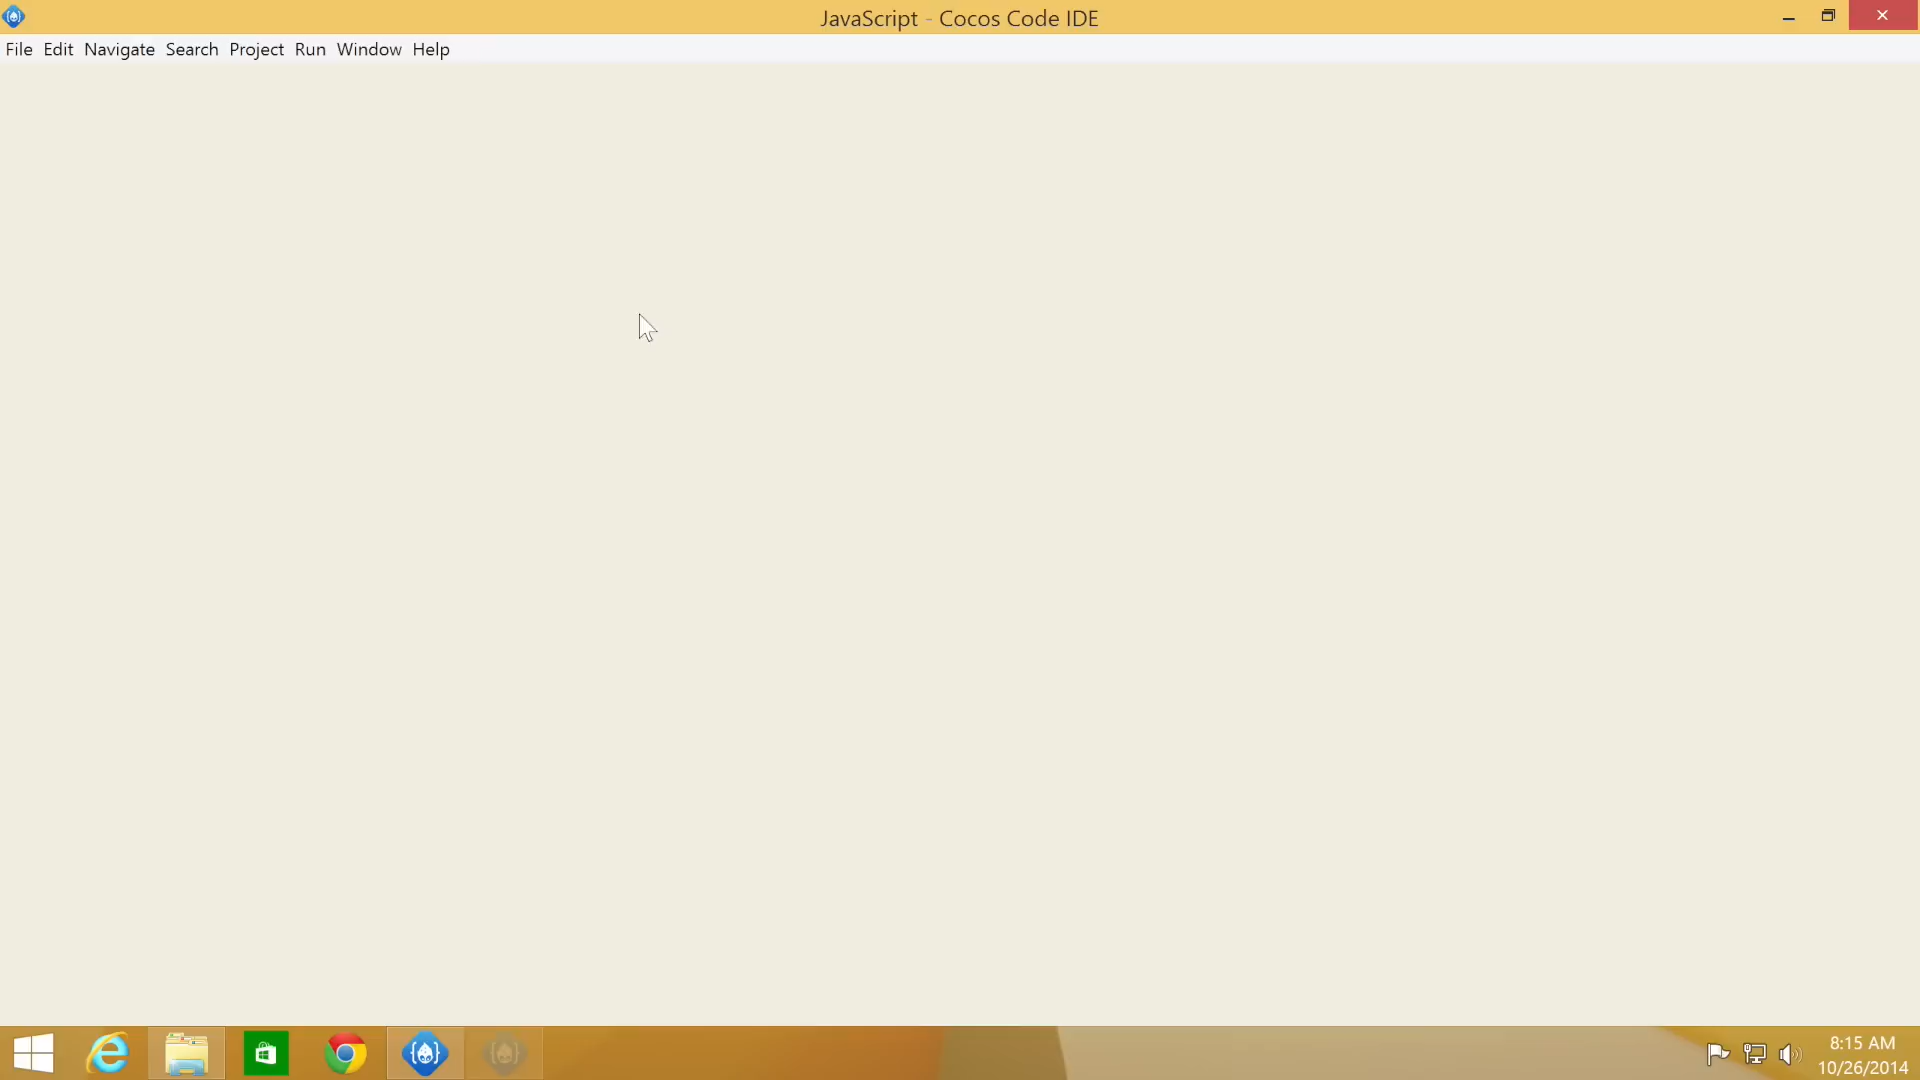 JavaScript - Cocos Code IDE
File Edit Navigate Search Project Run Window Help
8:15 AM
10/26/2014